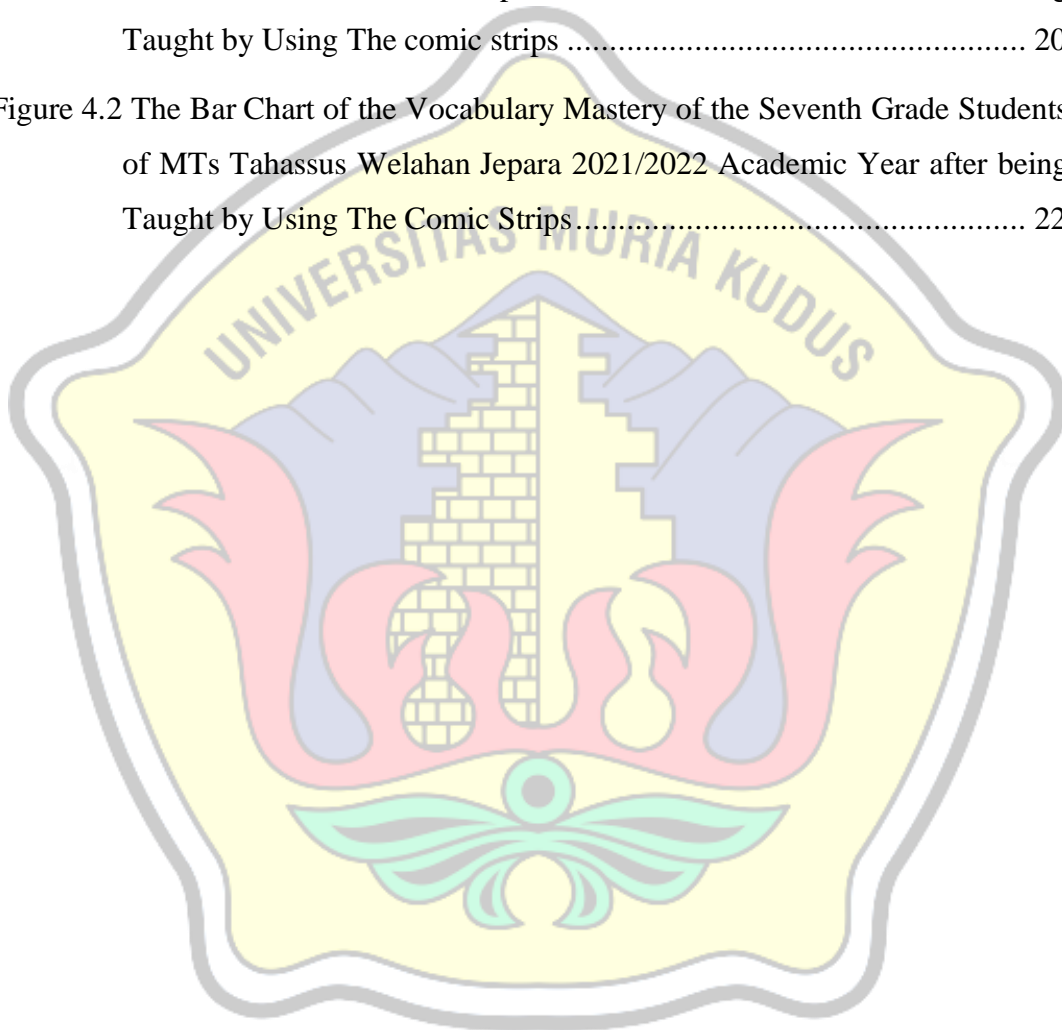 Taught by Using The comic strips ................................................ 20
Figure 4.2 The Bar Chart of the Vocabulary Mastery of the Seventh Grade Students
of MTs Tahassus Welahan Jepara 2021/2022 Academic Year after being
Taught by Using The Comic Strips............................................... 22
UNIVERSITAS MURIA KUDUS